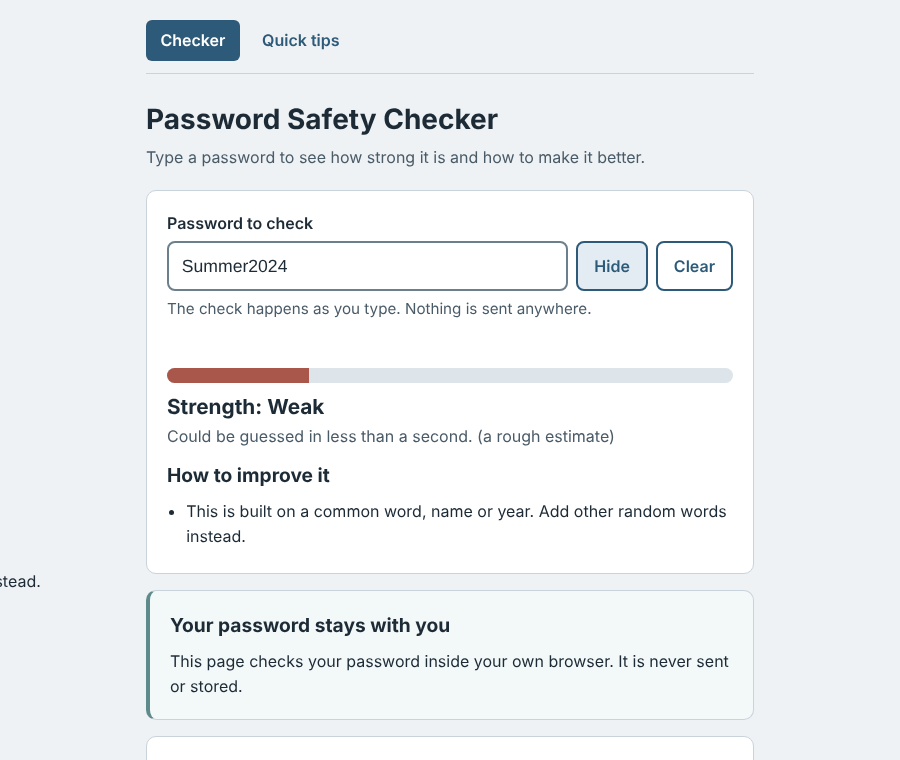 Checker
Quick tips
Password Safety Checker
Type a password to see how strong it is and how to make it better.
Password to check
Summer2024
Hide
Clear
The check happens as you type. Nothing is sent anywhere.
Strength: Weak
Could be guessed in less than a second. (a rough estimate)
How to improve it
• This is built on a common word, name or year. Add other random words
instead.
Your password stays with you
This page checks your password inside your own browser. It is never sent
or stored.